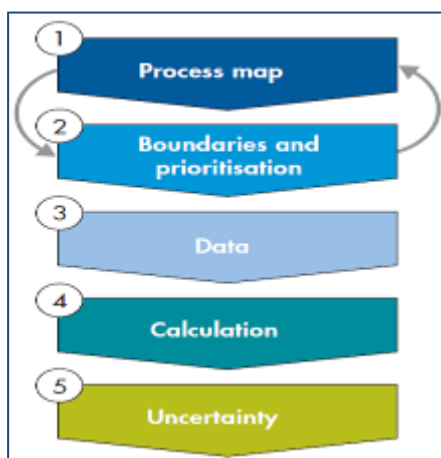 1
Process map
2
Boundaries and
prioritisation
3
Data
4
Calculation
5
Uncertainty